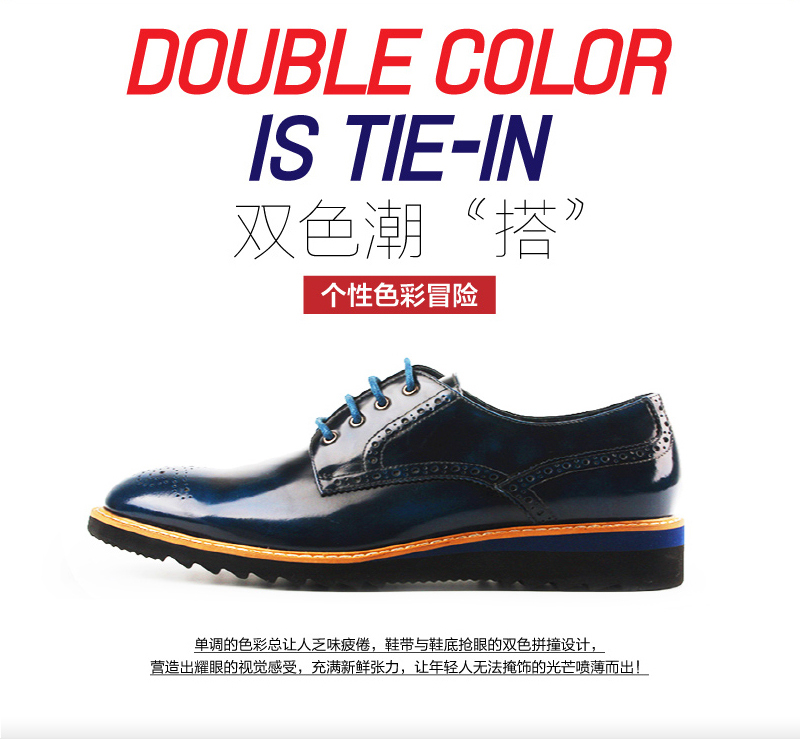 DOUBLE COLOR
IS TIE-IN
双色潮“搭”
个性色彩冒险
单调的色彩总让人乏味疲倦，鞋带与鞋底抢眼的双色拼撞设计，
营造出耀眼的视觉感受，充满新鲜张力，让年轻人无法掩饰的光芒喷薄而出！